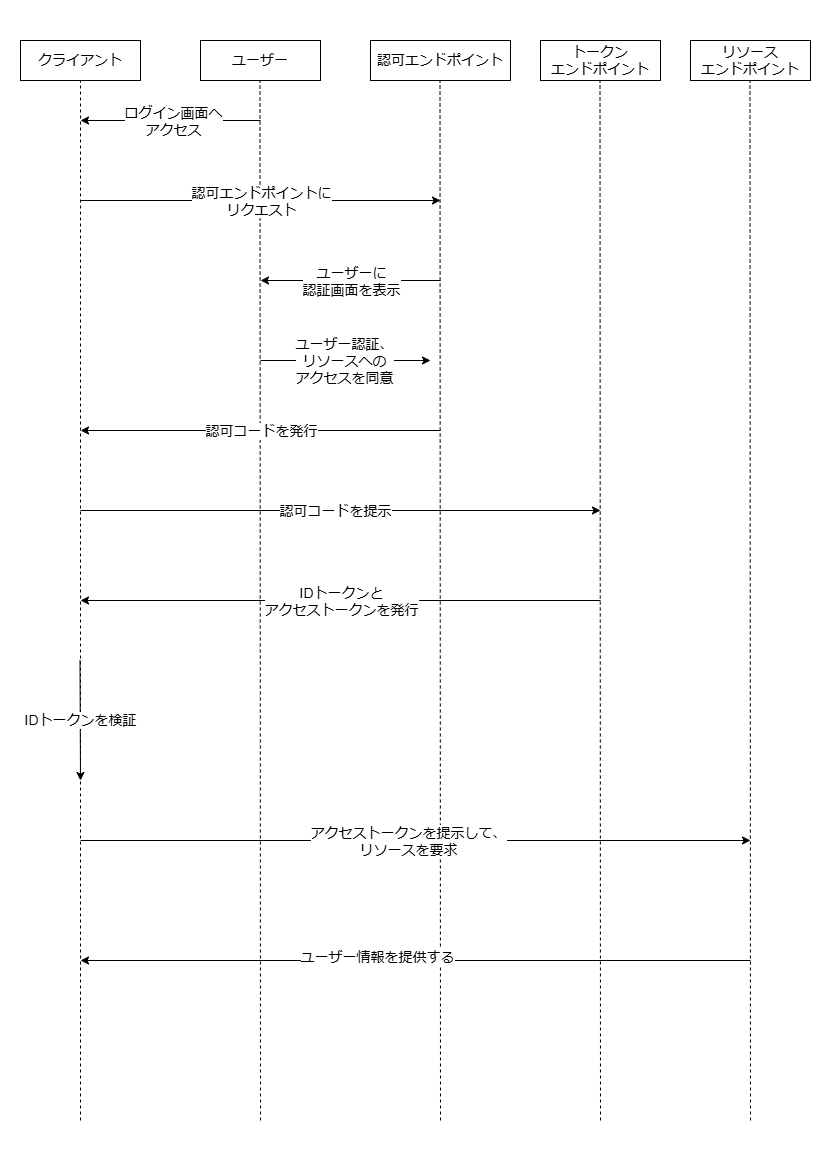 クライアント
ユーザー
認可エンドポイント
トークン
エンドポイント
リソース
エンドポイント
ログイン画面へ
アクセス
認可エンドポイントに
リクエスト
ユーザーに
認証画面を表示
ユーザー認証、
リソースへの
アクセスを同意
認可コードを発行
認可コードを提示
IDトークンと
アクセストークンを発行
IDトークンを検証
アクセストークンを提示して、
リソースを要求
ユーザー情報を提供する